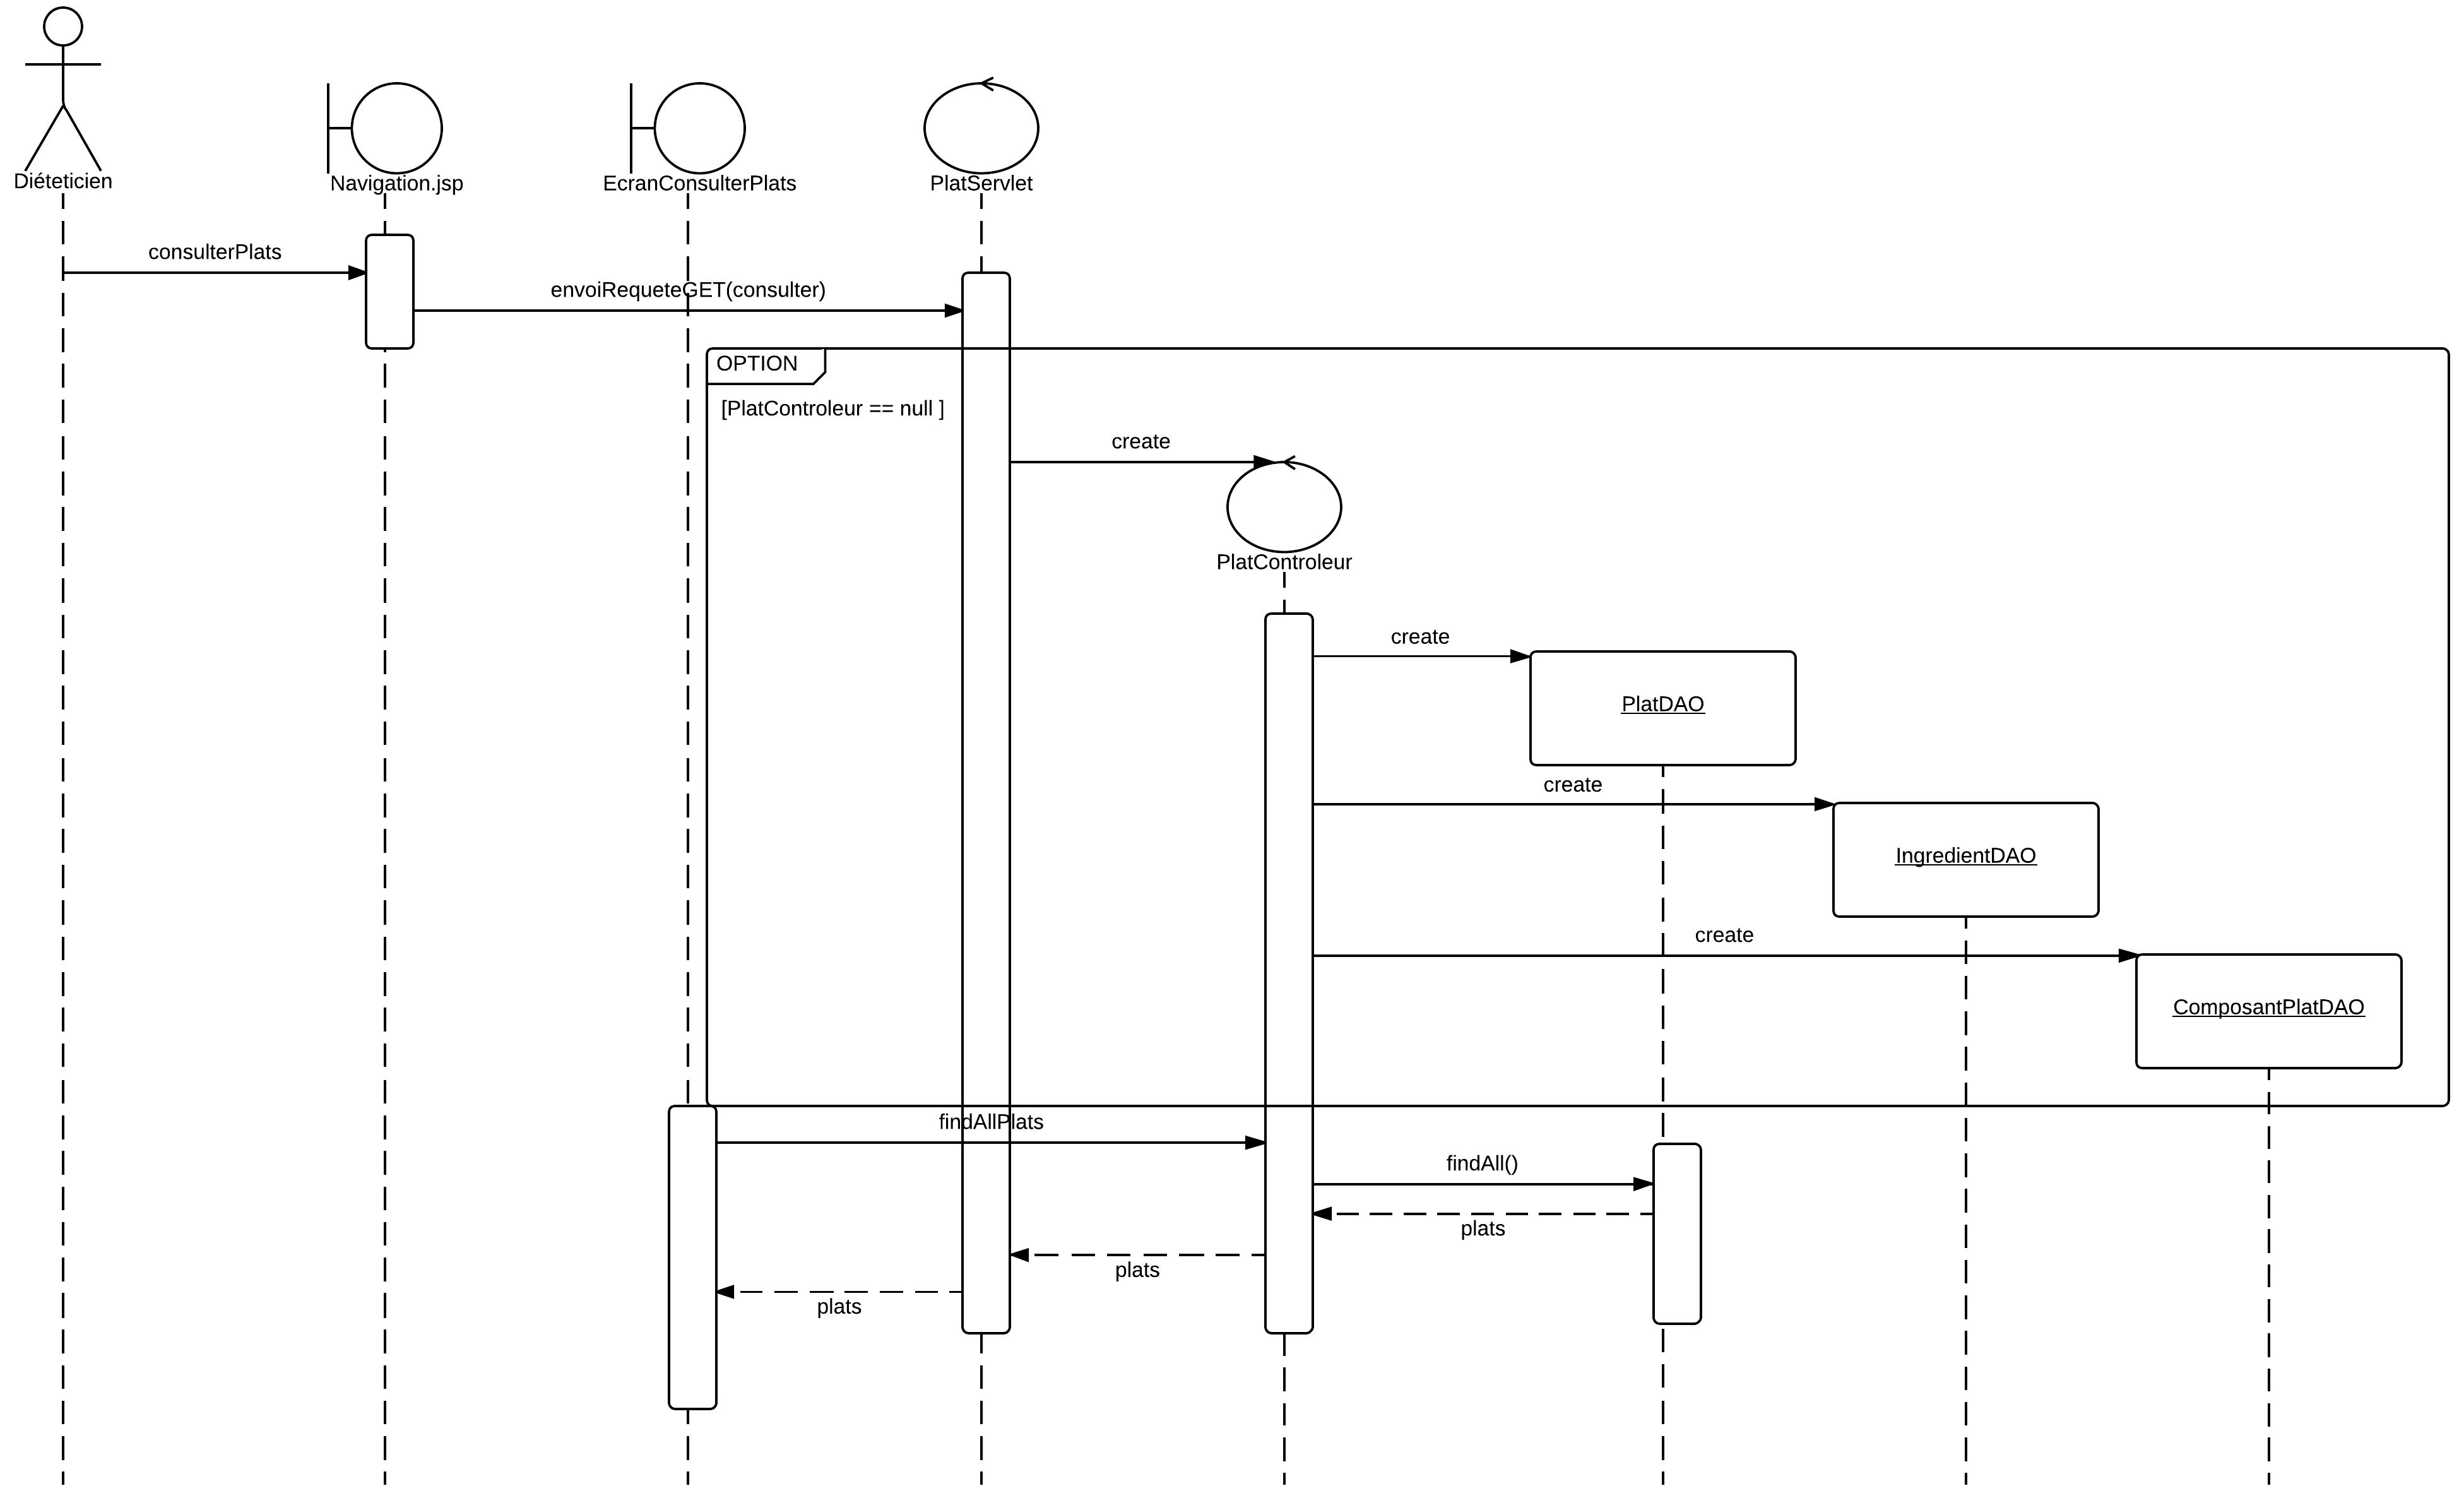 Diéteticien
Navigation.jsp
EcranConsulterPlats
PlatServlet
consulterPlats
envoiRequeteGET(consulter)
OPTION
[PlatControleur == null ]
create
PlatControleur
create
PlatDAO
create
IngredientDAO
create
ComposantPlatDAO
findAllPlats
findAll()
plats
plats
plats